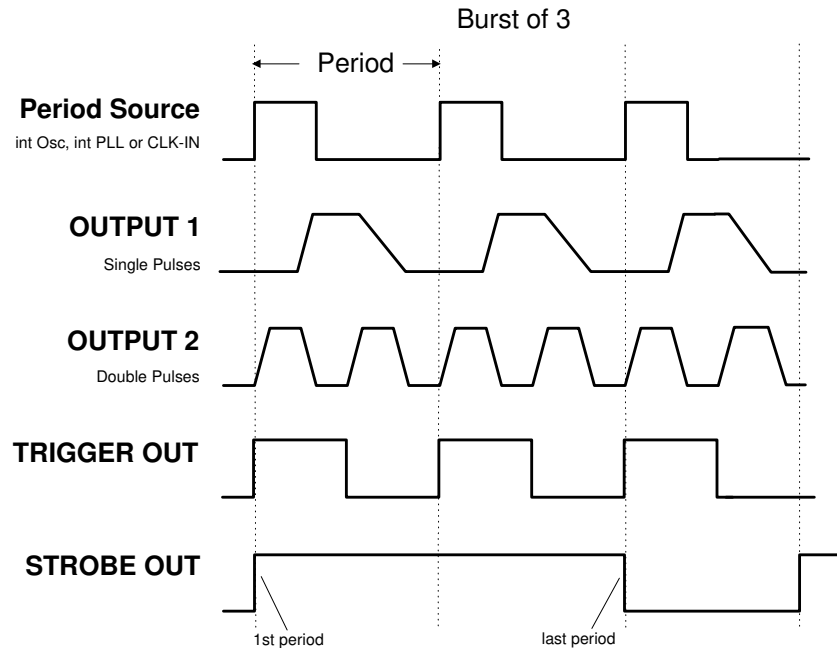 Burst of 3
Period
Period Source
int Osc, int PLL or CLK-IN
OUTPUT 1
Single Pulses
OUTPUT 2
Double Pulses
TRIGGER OUT
STROBE OUT
1st period
last period